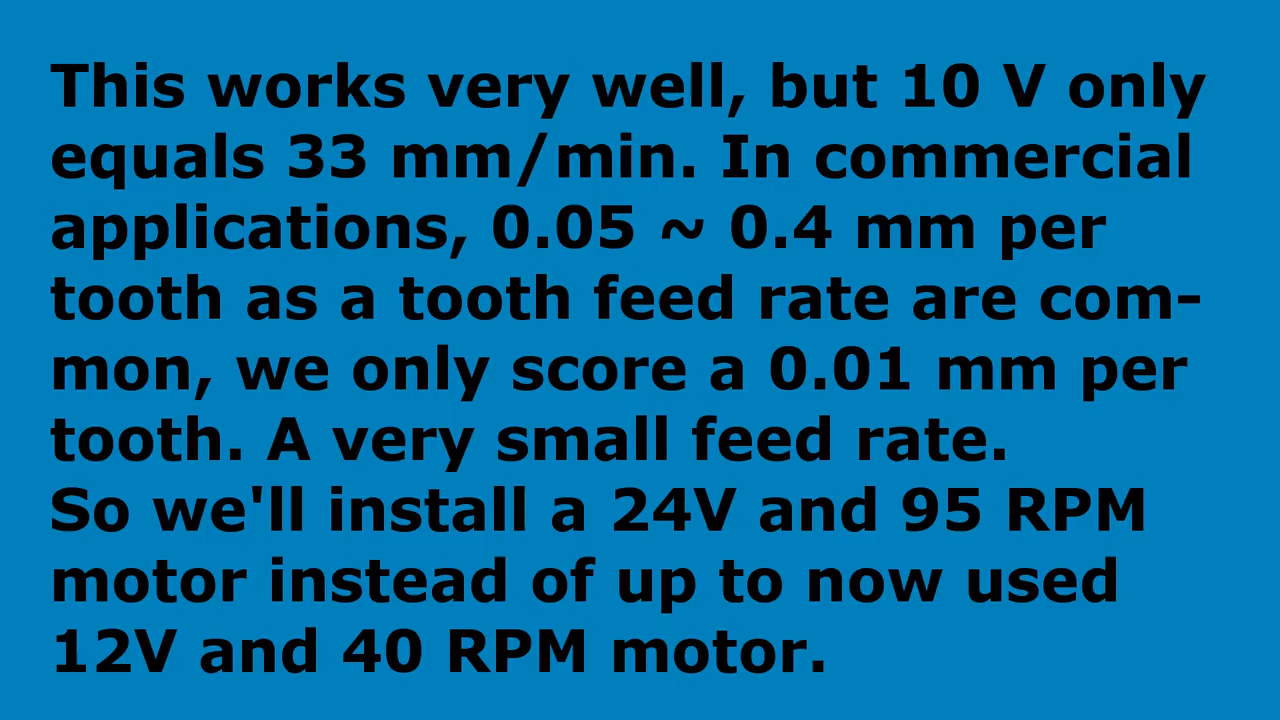 This works very well, but 10 V only
equals 33 mm/min. In commercial
applications, 0.05 ~ 0.4 mm per
tooth as a tooth feed rate are com-
mon, we only score a 0.01 mm per
tooth. A very small feed rate.
So we'll install a 24V and 95 RPM
motor instead of up to now used
12V and 40 RPM motor.